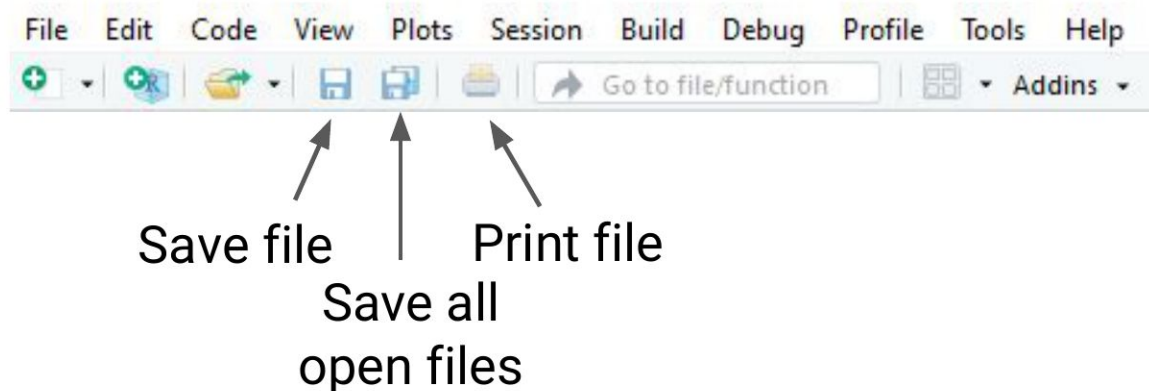 File Edit Code View Plots Session Build Debug Profile Tools Help
R Go to file/function Addins
Save file Print file
Save all
open files